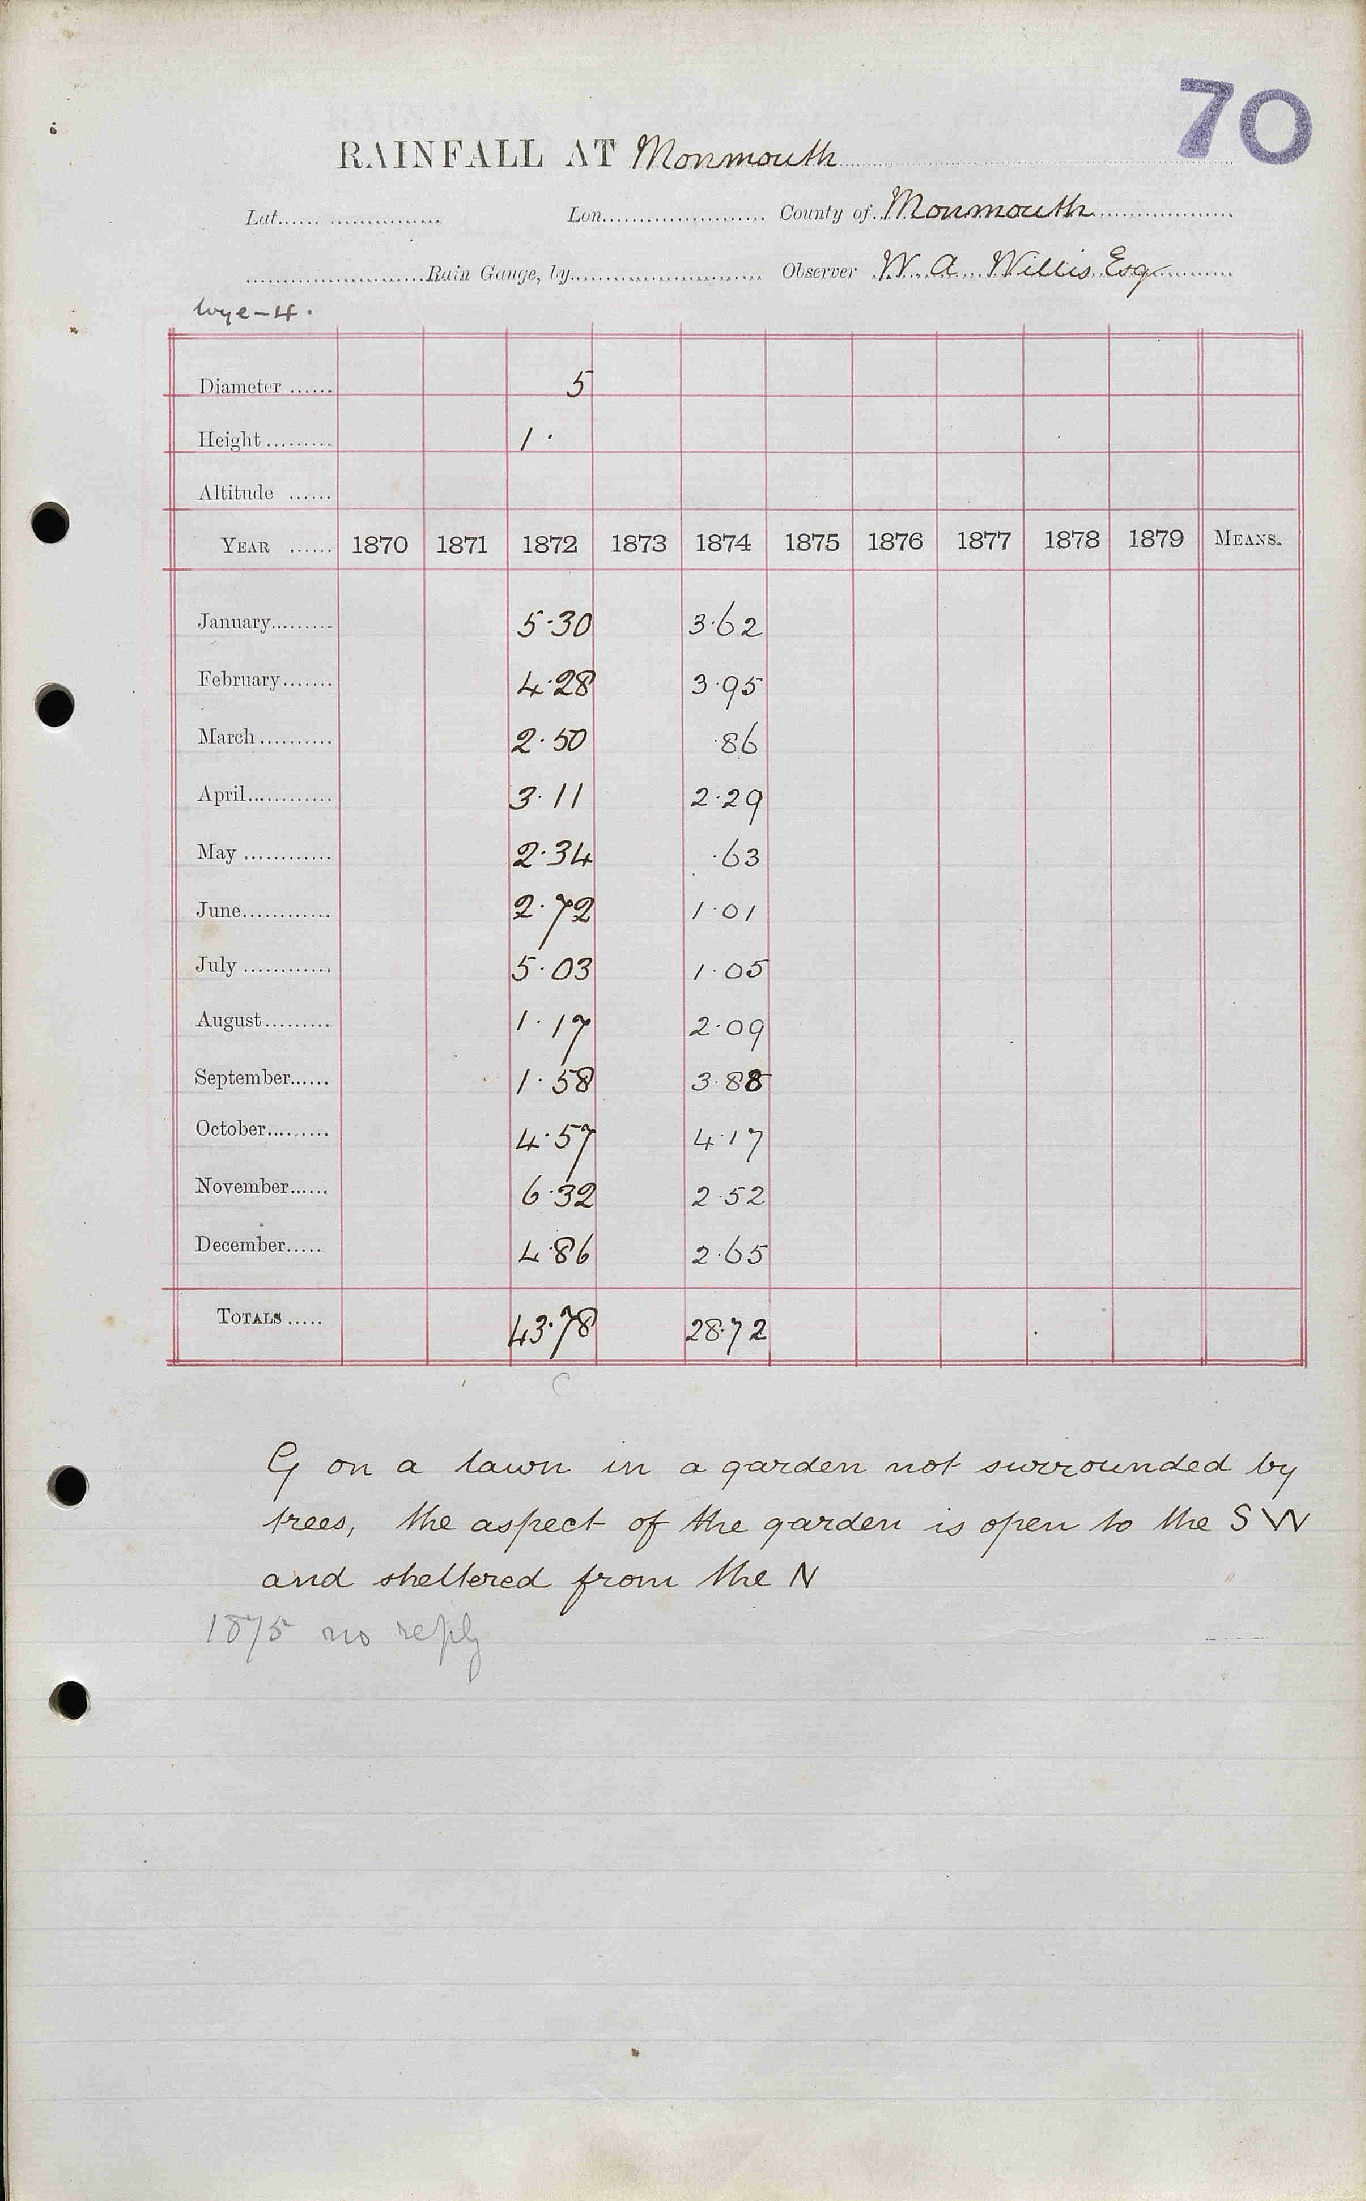 70
RAINFALL AT Monmouth
Lat. Lon. County of Monmouth
Rain Gauge, by Observer W. A. Willis Esq
Wye-4.
Diameter 5
Height 1 ·
Altitude
YEAR 1870 1871 1872 1873 1874 1875 1876 1877 1878 1879 MEANS.
January 5·30 3·62
February 4·28 3·95
March 2·50 ·86
April 3·11 2·29
May 2·34 ·63
June 2·72 1·01
July 5·03 1·05
August 1·17 2·09
September 1·58 3·88
October 4·57 4·17
November 6·32 2·52
December 4·86 2·65
TOTALS 43·78 28·72
C
G on a lawn in a garden not surrounded by
trees, the aspect of the garden is open to the SW
and sheltered from the N
1875 no reply